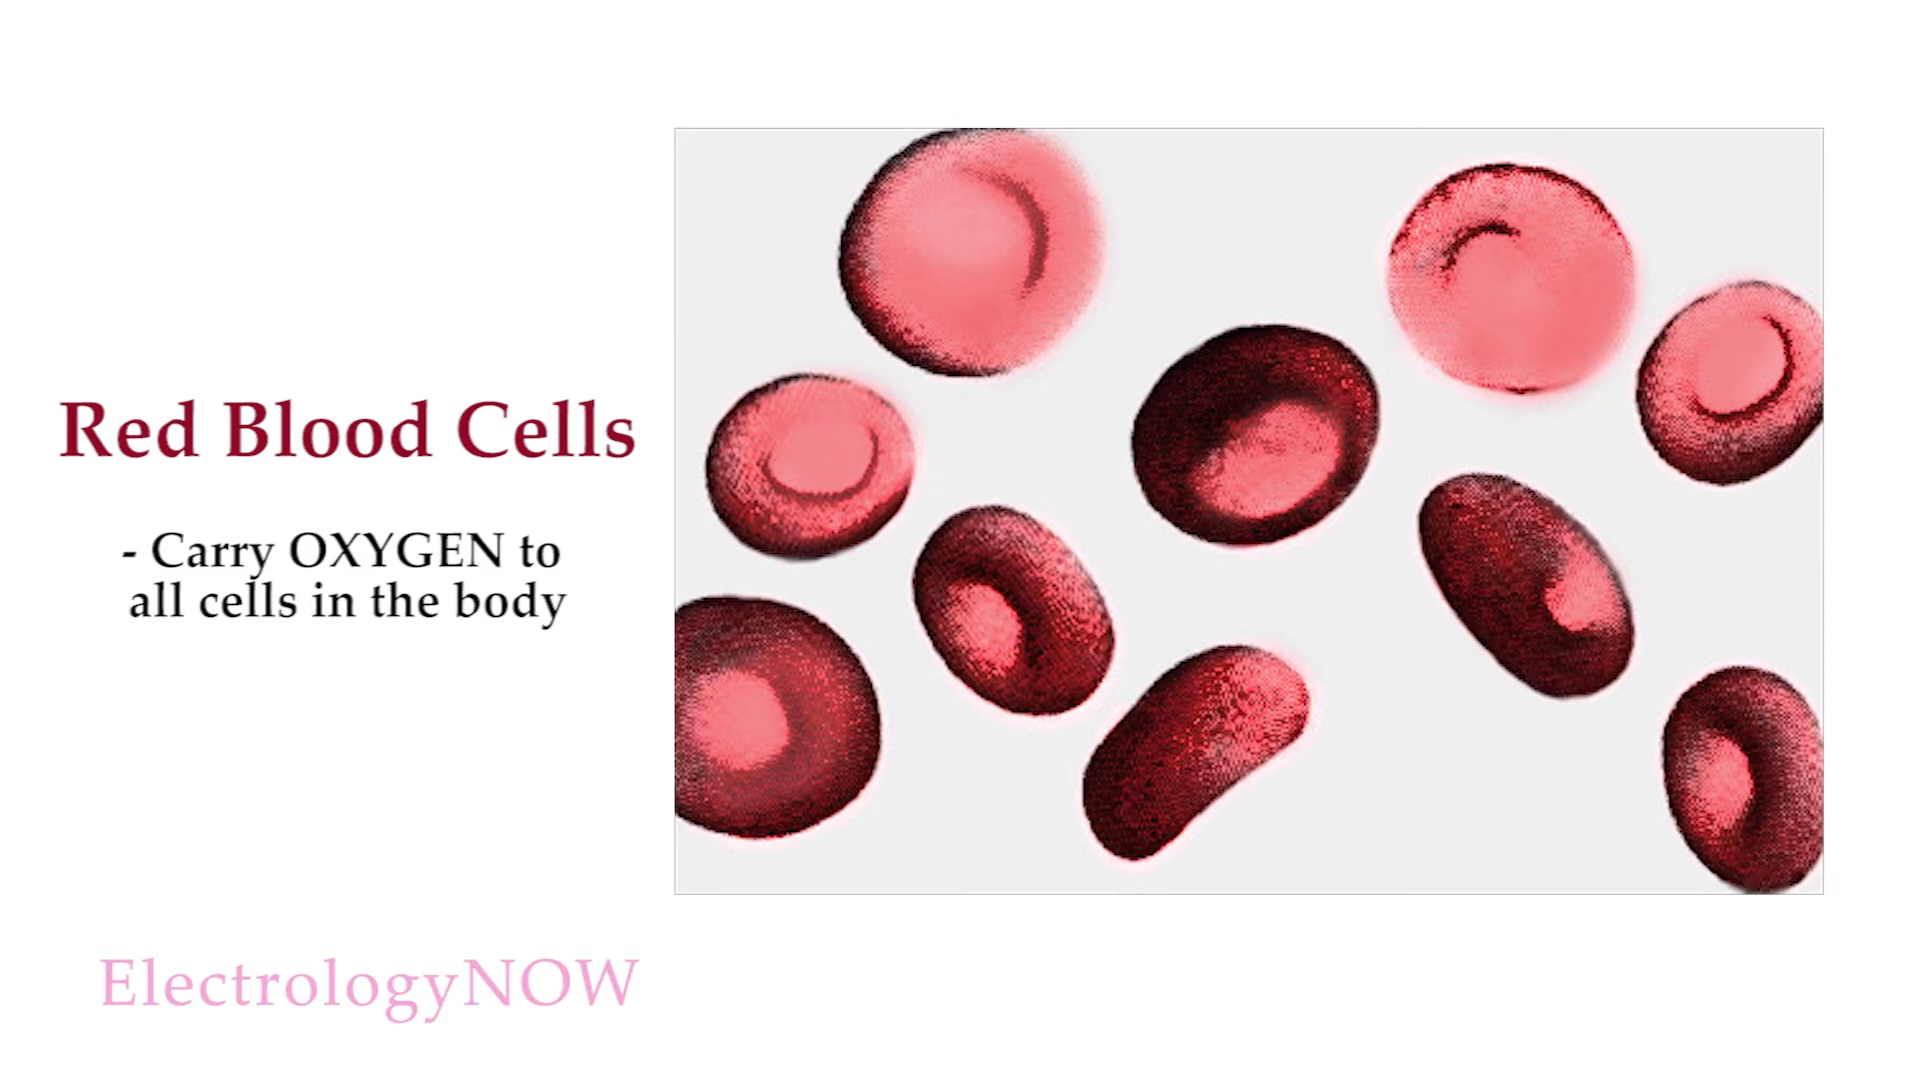 Red Blood Cells
- Carry OXYGEN to
all cells in the body
ElectrologyNOW